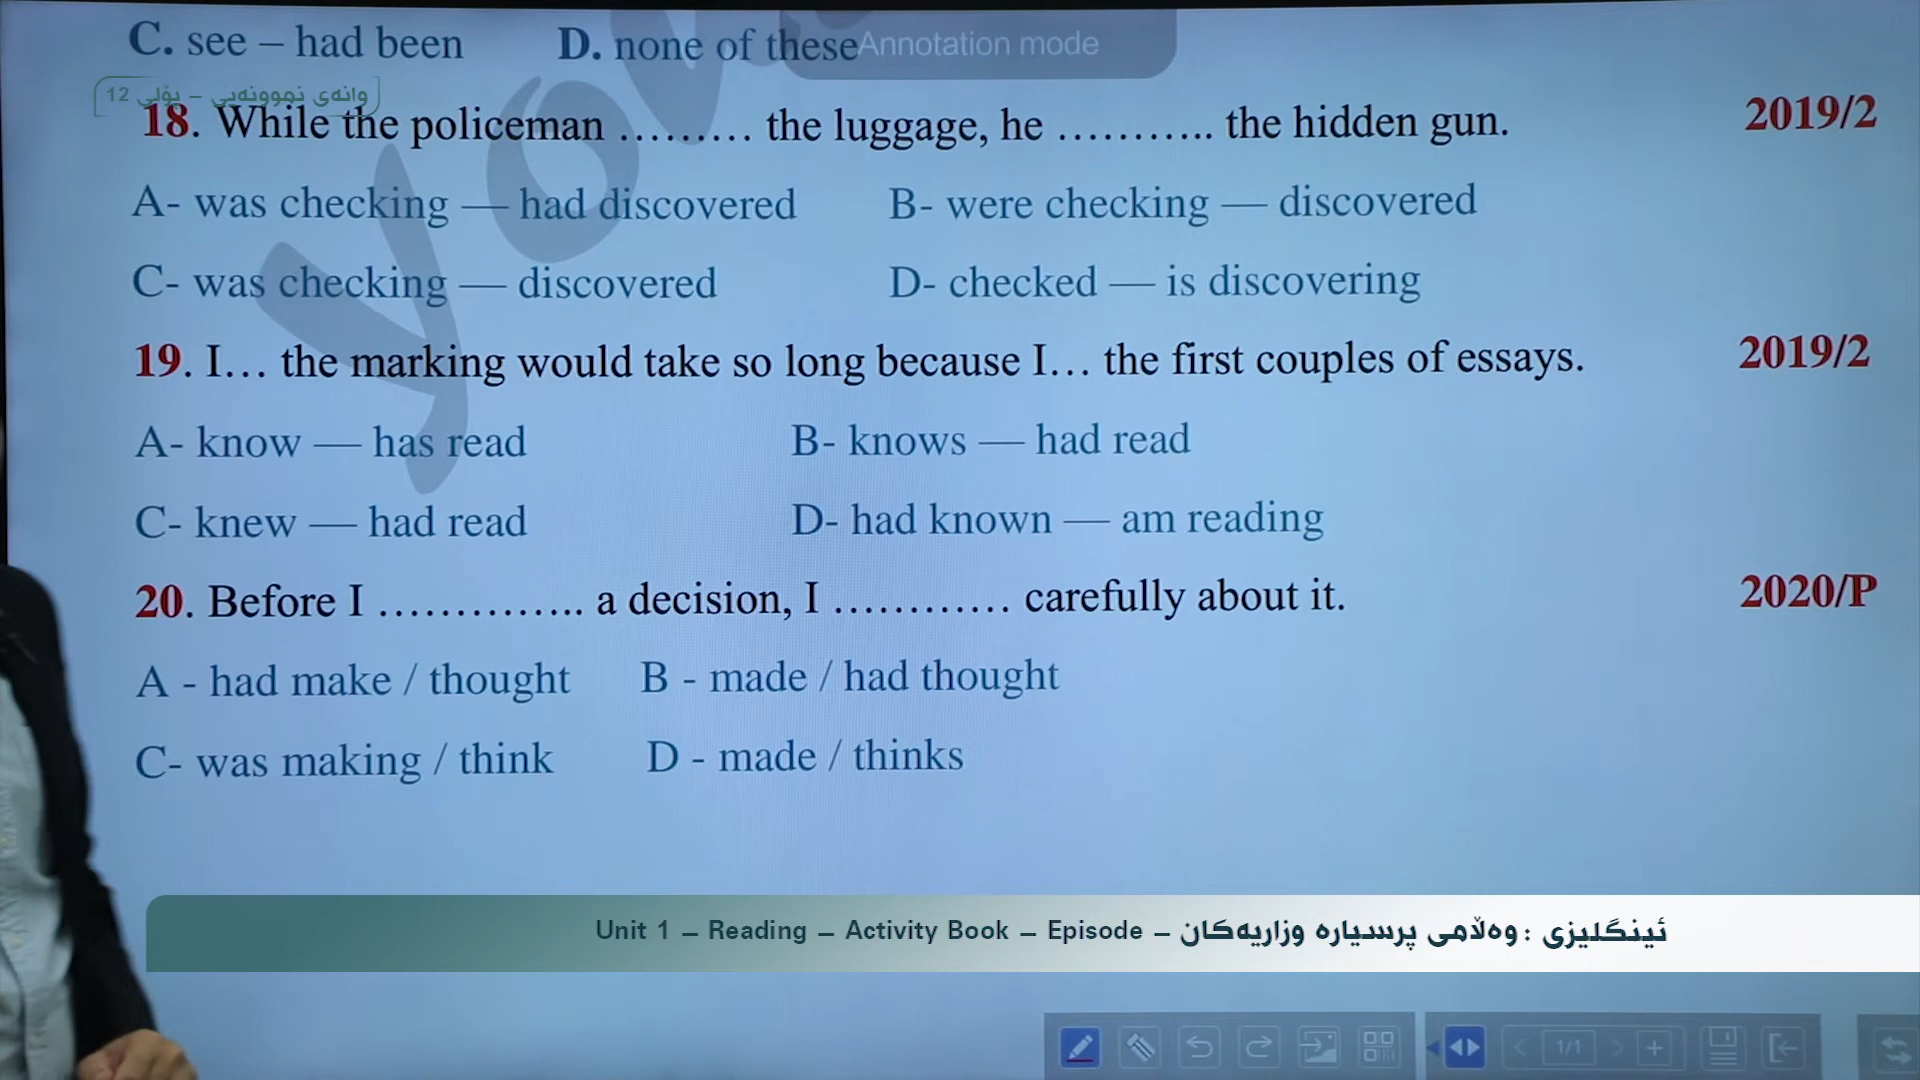 C. see – had been D. none of these
Annotation mode
وانەی نموونەیی – پۆلی 12
18. While the policeman ……… the luggage, he ……….. the hidden gun. 2019/2
A- was checking — had discovered B- were checking — discovered
C- was checking — discovered D- checked — is discovering
19. I… the marking would take so long because I… the first couples of essays. 2019/2
A- know — has read B- knows — had read
C- knew — had read D- had known — am reading
20. Before I ………….. a decision, I ………… carefully about it. 2020/P
A - had make / thought B - made / had thought
C- was making / think D - made / thinks
ئینگلیزی : وەڵامی پرسیارە وزاریەکان – Unit 1 – Reading – Activity Book – Episode
1/1